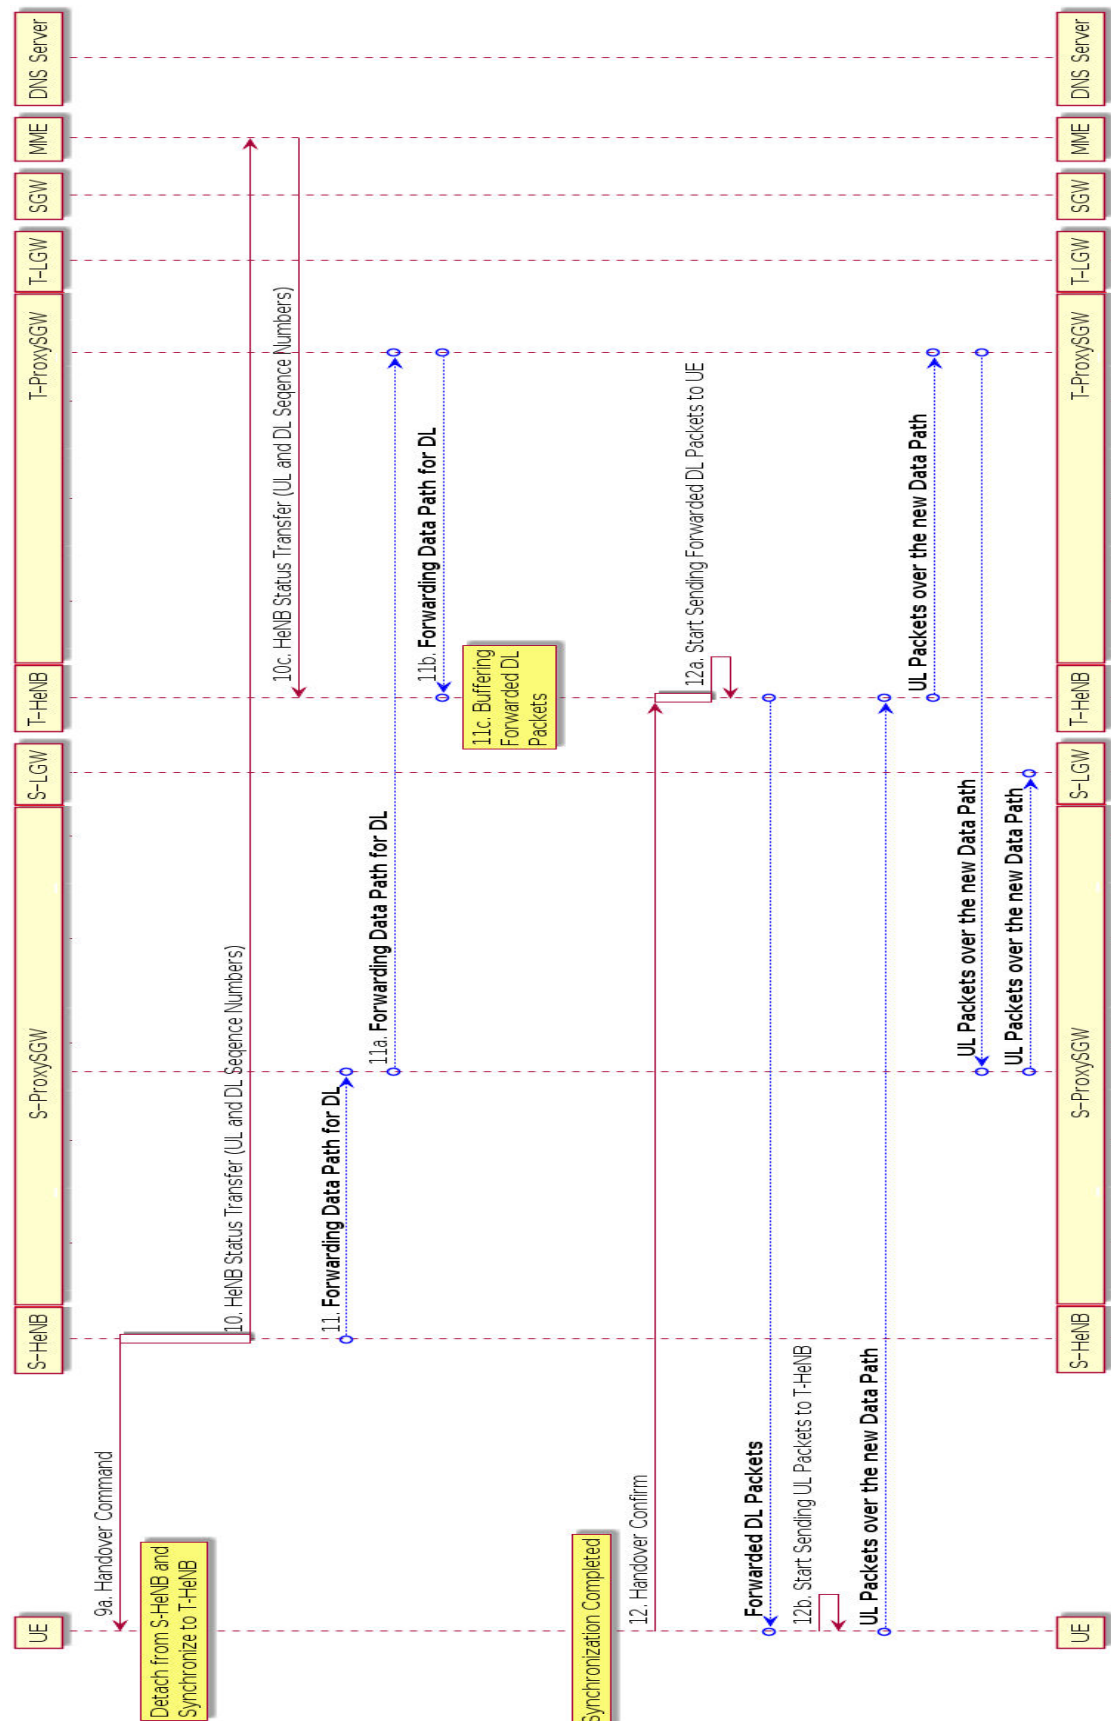 UE
S-HeNB
S-ProxySGW
S-LGW
T-HeNB
T-ProxySGW
T-LGW
SGW
MME
DNS Server
9a. Handover Command
Detach from S-HeNB and
Synchronize to T-HeNB
10. HeNB Status Transfer (UL and DL Seqence Numbers)
10c. HeNB Status Transfer (UL and DL Seqence Numbers)
11. Forwarding Data Path for DL
11a. Forwarding Data Path for DL
11b. Forwarding Data Path for DL
11c. Buffering
Forwarded DL
Packets
Synchronization Completed
12. Handover Confirm
12a. Start Sending Forwarded DL Packets to UE
Forwarded DL Packets
12b. Start Sending UL Packets to T-HeNB
UL Packets over the new Data Path
UL Packets over the new Data Path
UL Packets over the new Data Path
UL Packets over the new Data Path
UE
S-HeNB
S-ProxySGW
S-LGW
T-HeNB
T-ProxySGW
T-LGW
SGW
MME
DNS Server